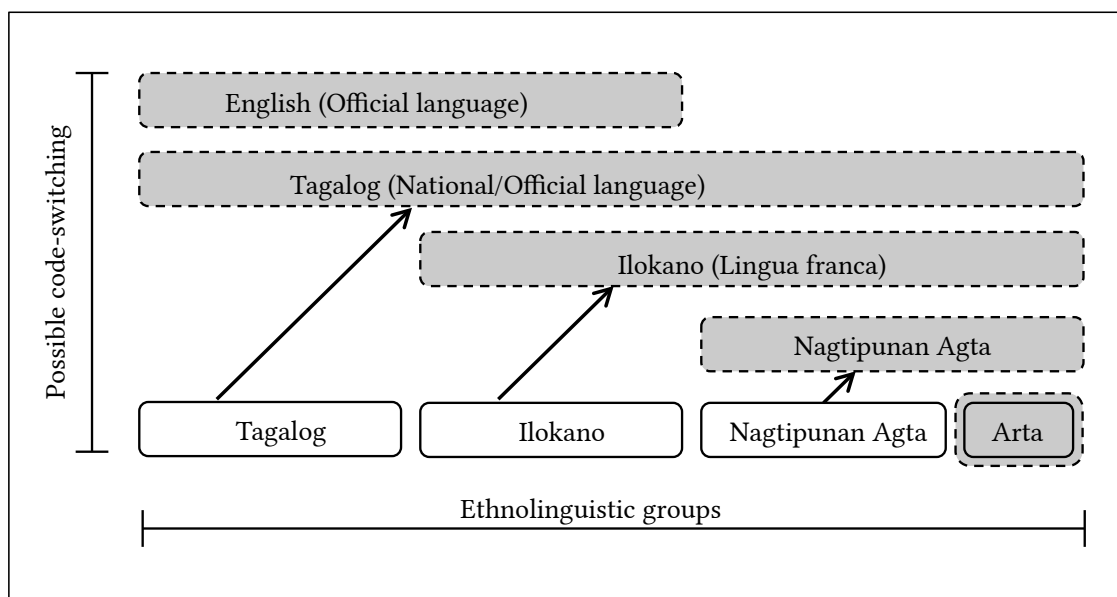 English (Official language)
Tagalog (National/Official language)
Ilokano (Lingua franca)
Nagtipunan Agta
Tagalog
Ilokano
Nagtipunan Agta
Arta
Ethnolinguistic groups
Possible code-switching